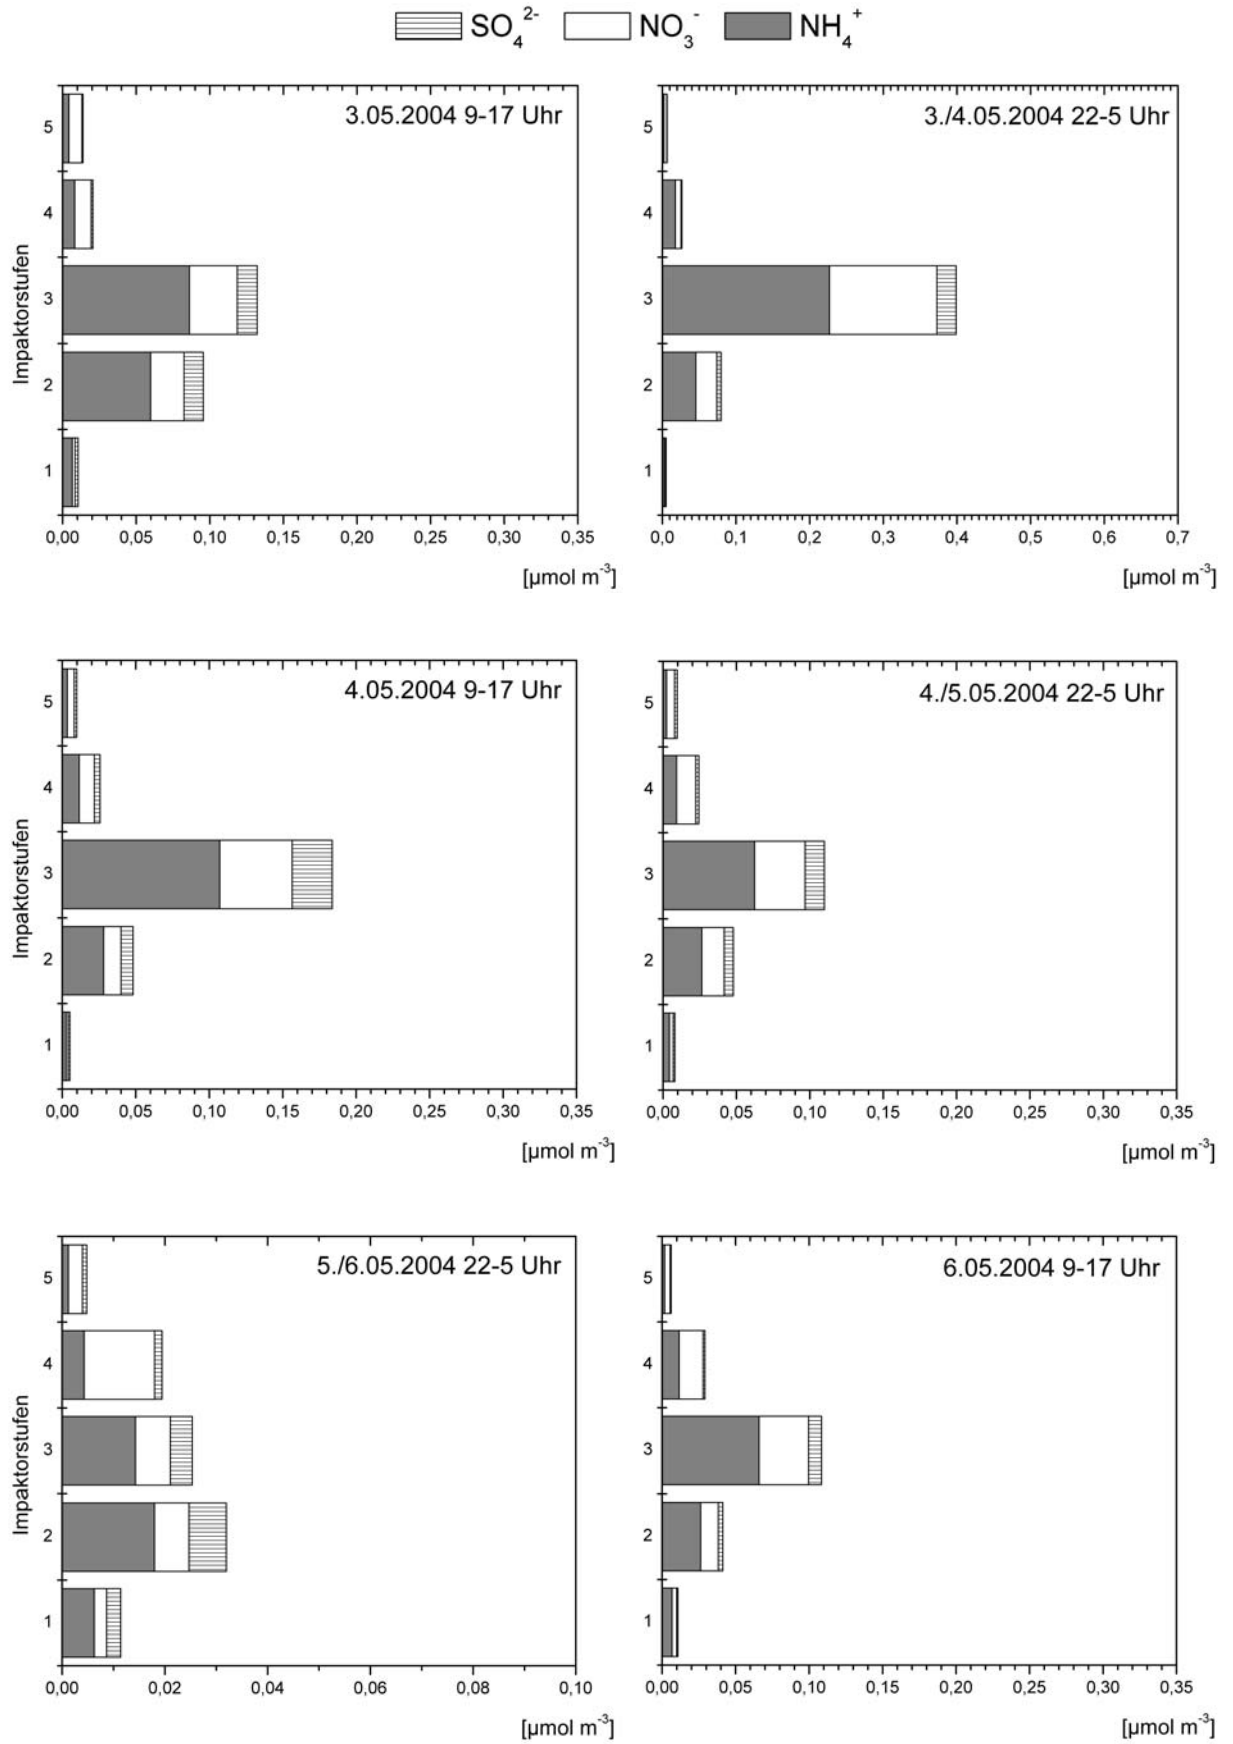 SO₄²⁻ NO₃⁻ NH₄⁺
3.05.2004 9-17 Uhr
Impaktorstufen
5
4
3
2
1
0,00 0,05 0,10 0,15 0,20 0,25 0,30 0,35
[µmol m⁻³]
3./4.05.2004 22-5 Uhr
5
4
3
2
1
0,0 0,1 0,2 0,3 0,4 0,5 0,6 0,7
[µmol m⁻³]
4.05.2004 9-17 Uhr
Impaktorstufen
5
4
3
2
1
0,00 0,05 0,10 0,15 0,20 0,25 0,30 0,35
[µmol m⁻³]
4./5.05.2004 22-5 Uhr
5
4
3
2
1
0,00 0,05 0,10 0,15 0,20 0,25 0,30 0,35
[µmol m⁻³]
5./6.05.2004 22-5 Uhr
Impaktorstufen
5
4
3
2
1
0,00 0,02 0,04 0,06 0,08 0,10
[µmol m⁻³]
6.05.2004 9-17 Uhr
5
4
3
2
1
0,00 0,05 0,10 0,15 0,20 0,25 0,30 0,35
[µmol m⁻³]